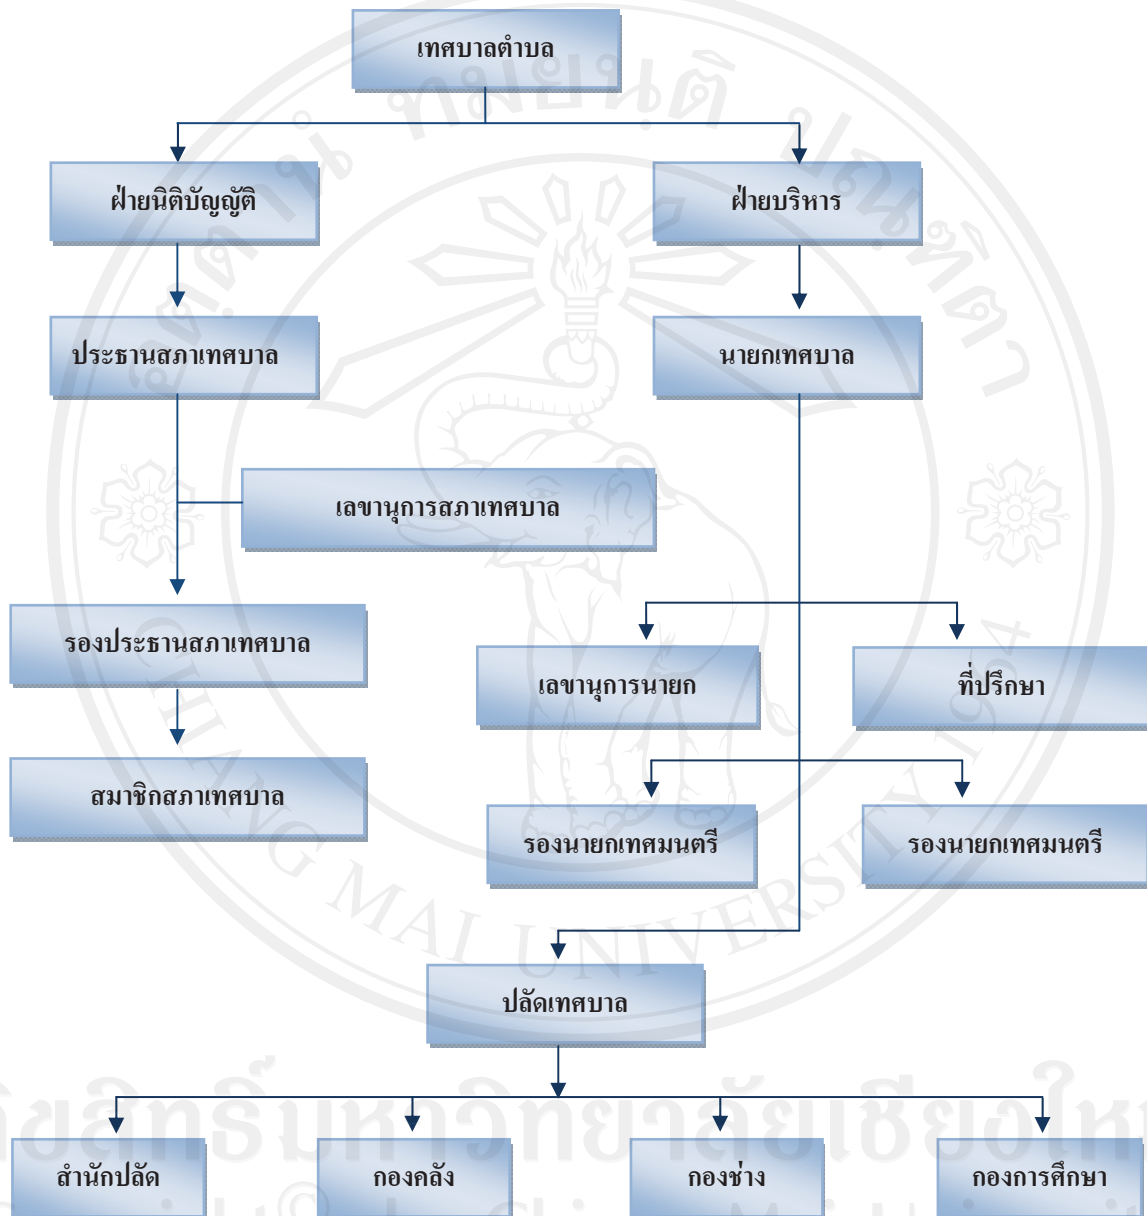 เทศบาลตำบล
ฝ่ายนิติบัญญัติ
ฝ่ายบริหาร
ประธานสภาเทศบาล
นายกเทศบาล
เลขานุการสภาเทศบาล
รองประธานสภาเทศบาล
เลขานุการนายก
ที่ปรึกษา
สมาชิกสภาเทศบาล
รองนายกเทศมนตรี
รองนายกเทศมนตรี
ปลัดเทศบาล
สำนักปลัด
กองคลัง
กองช่าง
กองการศึกษา
CHIANG MAI UNIVERSITY 1964